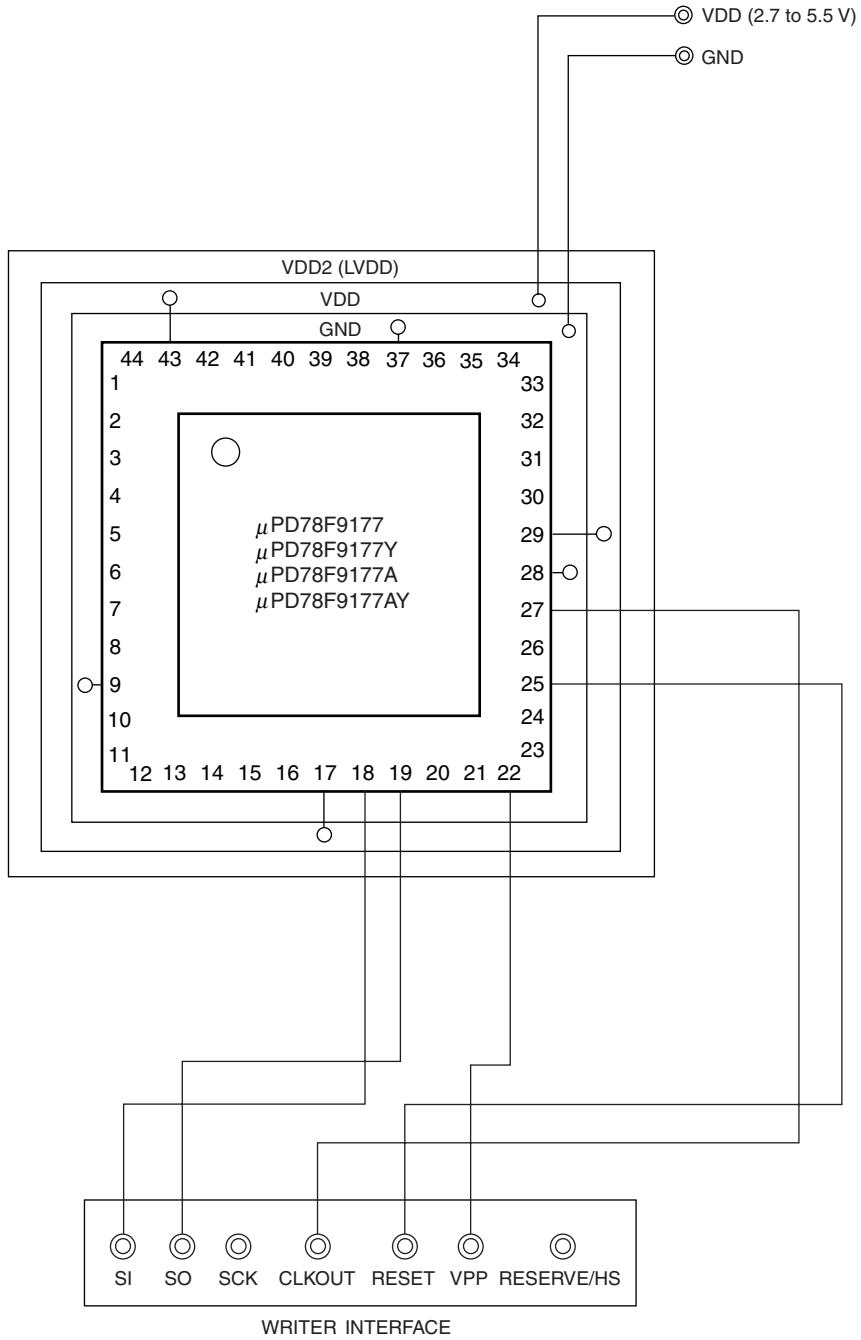 VDD (2.7 to 5.5 V)
GND
VDD2 (LVDD)
VDD
GND
44 43 42 41 40 39 38 37 36 35 34
1 33
2 32
3 31
4 30
5 29
6 28
7 27
8 26
9 25
10 24
11 23
12 13 14 15 16 17 18 19 20 21 22
μPD78F9177
μPD78F9177Y
μPD78F9177A
μPD78F9177AY
SI SO SCK CLKOUT RESET VPP RESERVE/HS
WRITER INTERFACE